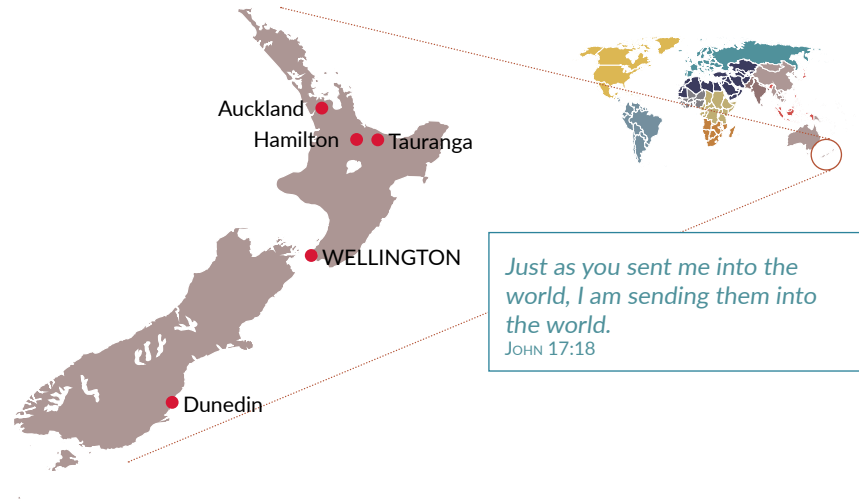 Auckland
Hamilton
Tauranga
WELLINGTON
Dunedin
Just as you sent me into the
world, I am sending them into
the world.
John 17:18